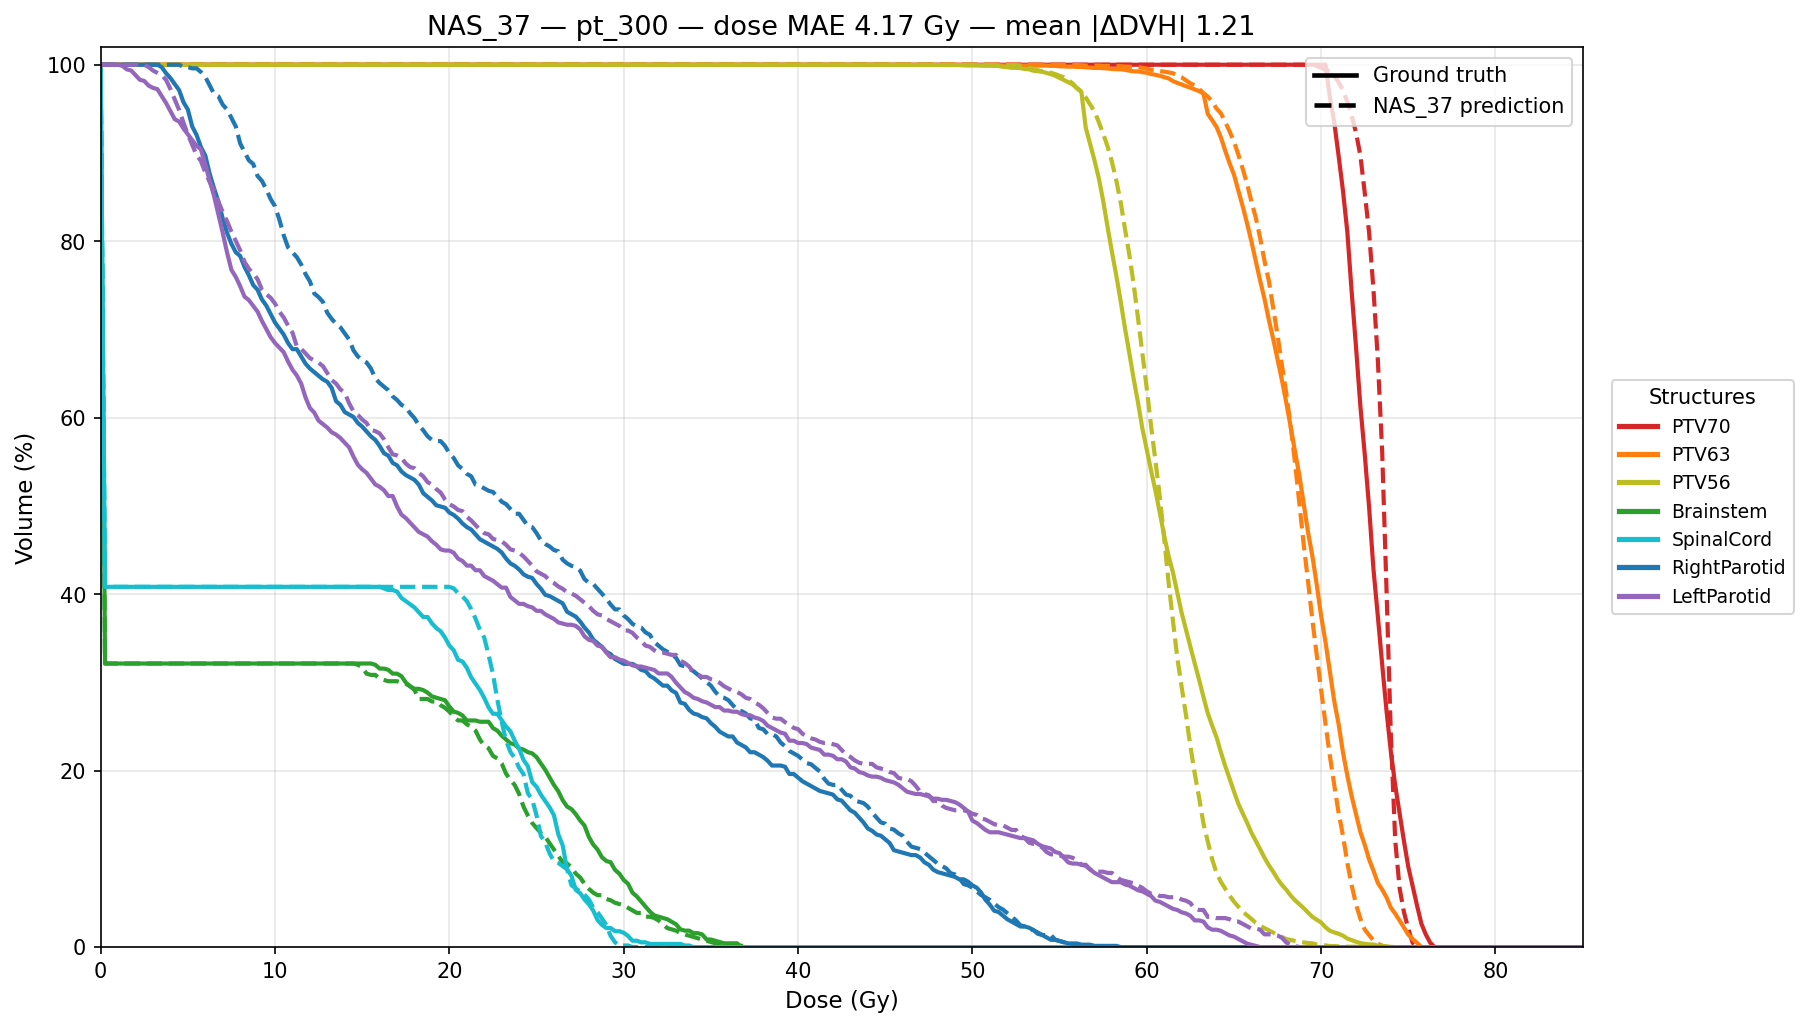 NAS_37 — pt_300 — dose MAE 4.17 Gy — mean |ΔDVH| 1.21
Ground truth
NAS_37 prediction
Structures
PTV70
PTV63
PTV56
Brainstem
SpinalCord
RightParotid
LeftParotid
Volume (%)
100
80
60
40
20
0
0 10 20 30 40 50 60 70 80
Dose (Gy)